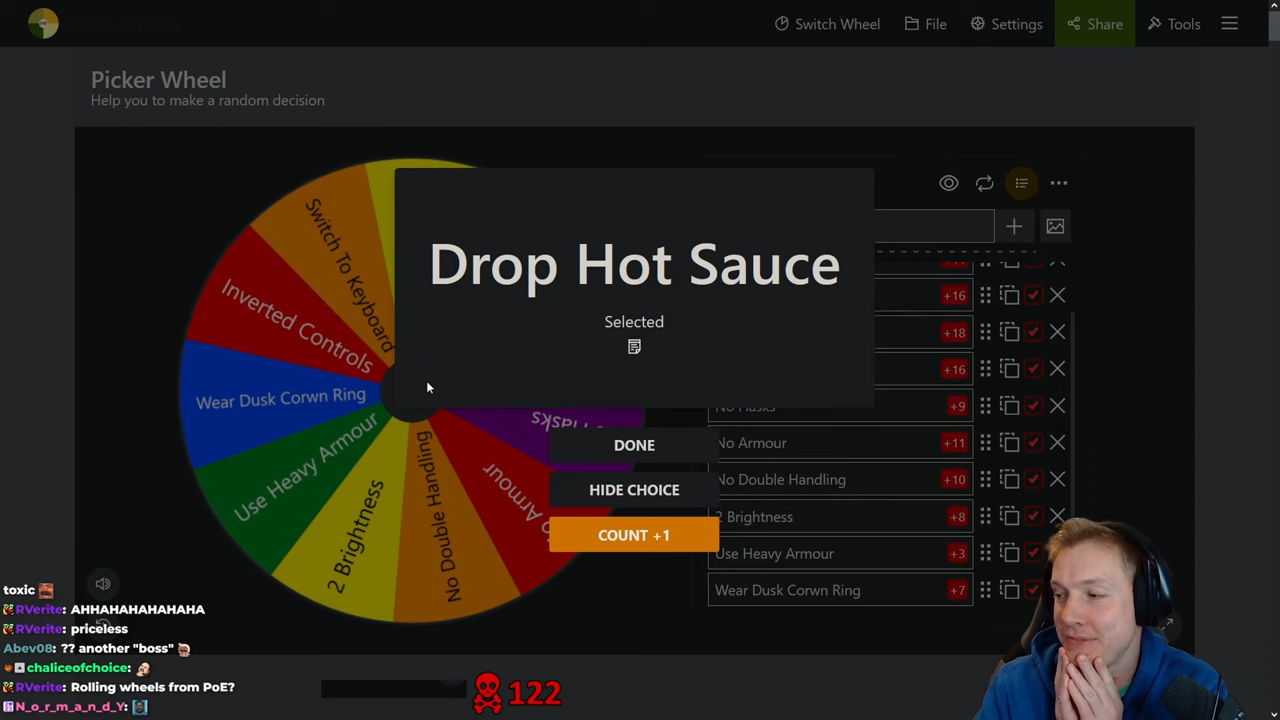 Switch Wheel
File
Settings
Share
Tools
Picker Wheel
Help you to make a random decision
Switch To Keyboard
Inverted Controls
Wear Dusk Corwn Ring
Use Heavy Armour
2 Brightness
No Double Handling
Armour
Masks
Drop Hot Sauce
Selected
DONE
HIDE CHOICE
COUNT +1
+16
+18
+16
No Masks +9
No Armour +11
No Double Handling +10
2 Brightness +8
Use Heavy Armour +3
Wear Dusk Corwn Ring +7
toxic
RVerite: AHHAHAHAHAHAHA
RVerite: priceless
Abev08: ?? another "boss"
chaliceofchoice:
RVerite: Rolling wheels from PoE?
N_o_r_m_a_n_d_Y:
122